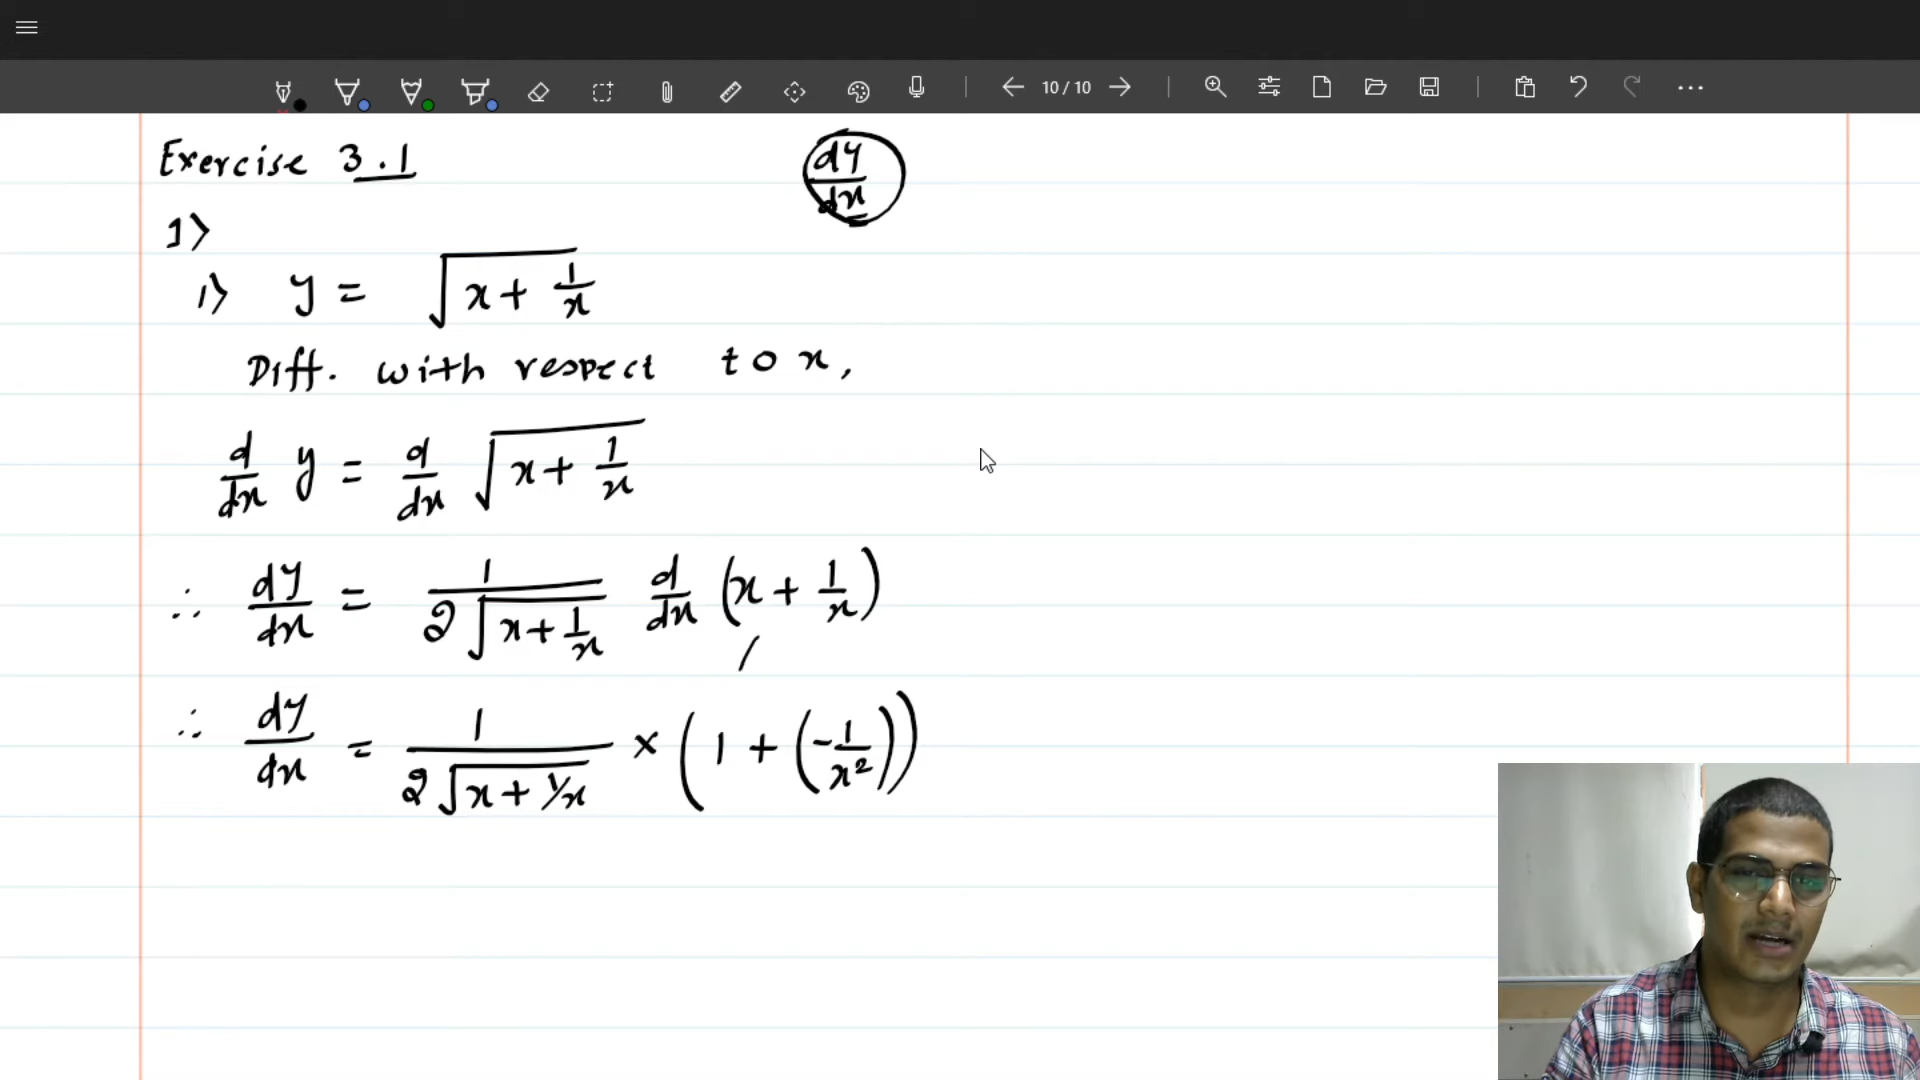 10 / 10
Exercise 3.1
dy/dx
1)
1) y = √(x + 1/x)
Diff. with respect to x,
d/dx y = d/dx √(x + 1/x)
∴ dy/dx = 1/(2√(x + 1/x)) d/dx (x + 1/x)
∴ dy/dx = 1/(2√(x + 1/x)) × (1 + (-1/x²))